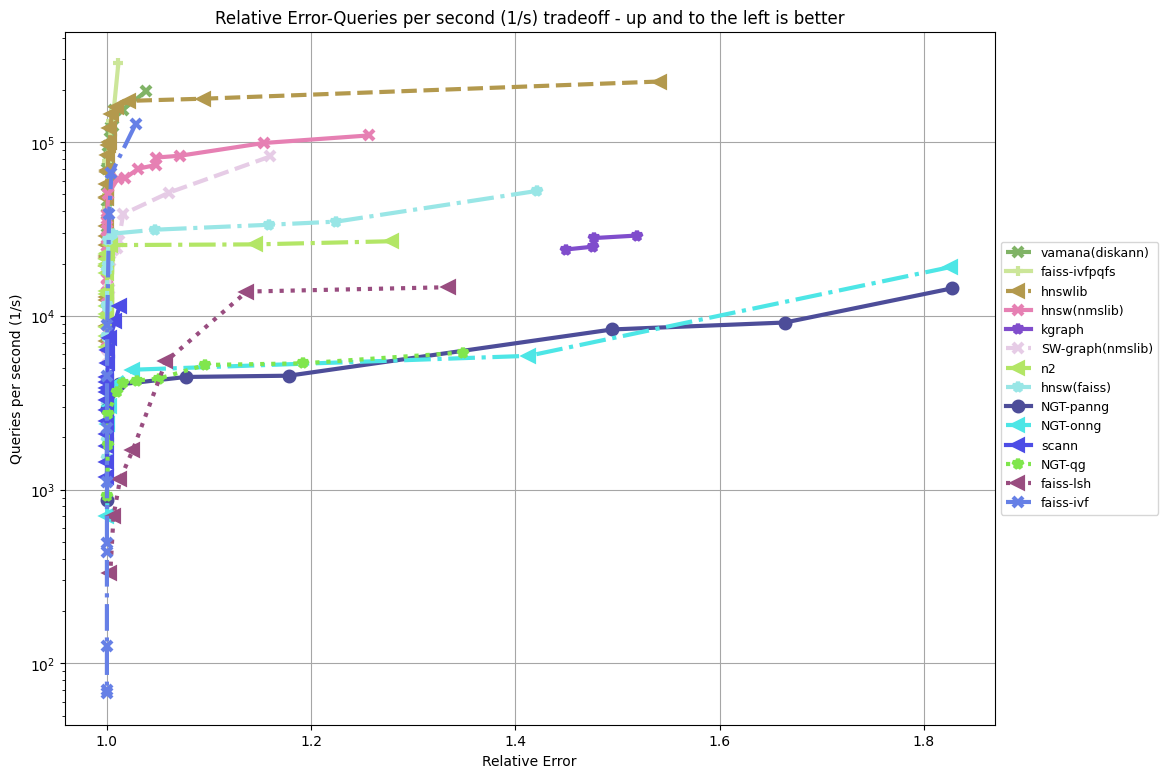 Relative Error-Queries per second (1/s) tradeoff - up and to the left is better
Queries per second (1/s)
10^5
10^4
10^3
10^2
1.0 1.2 1.4 1.6 1.8
Relative Error
vamana(diskann)
faiss-ivfpqfs
hnswlib
hnsw(nmslib)
kgraph
SW-graph(nmslib)
n2
hnsw(faiss)
NGT-panng
NGT-onng
scann
NGT-qg
faiss-lsh
faiss-ivf